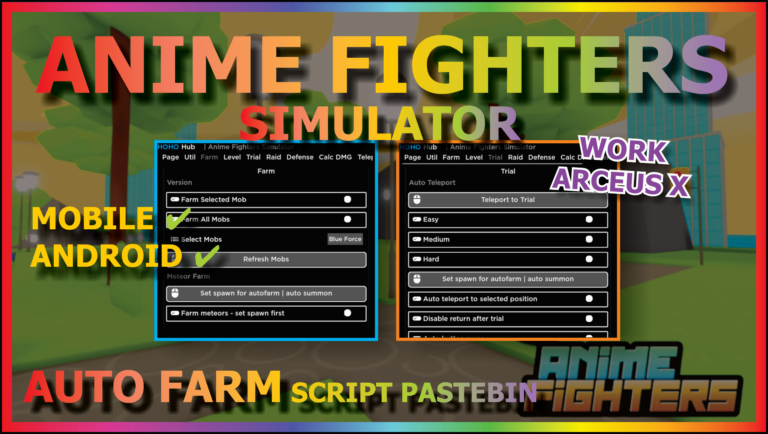 ANIME FIGHTERS
SIMULATOR
HOHO Hub | Anime Fighters Simulator
Page Util Farm Level Trial Raid Defense Calc DMG Telep
Farm
Version
Farm Selected Mob
Farm All Mobs
Select Mobs Blue Force
Refresh Mobs
Meteor Farm
Set spawn for autofarm | auto summon
Farm meteors - set spawn first
HOHO Hub | Anime Fighters Simulator
Page Util Farm Level Trial Raid Defense Calc D
Trial
Auto Teleport
Teleport to Trial
Easy
Medium
Hard
Set spawn for autofarm | auto summon
Auto teleport to selected position
Disable return after trial
WORK
ARCEUS X
MOBILE ✔
ANDROID ✔
AUTO FARM SCRIPT PASTEBIN
ANIME
FIGHTERS